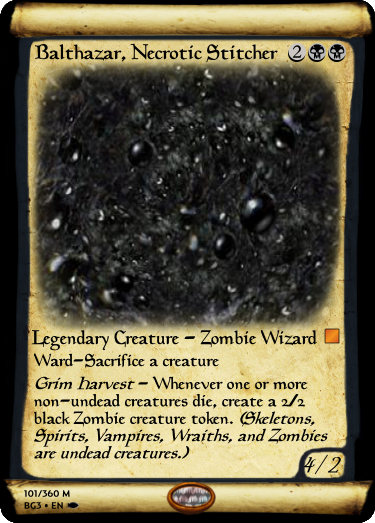 Balthazar, Necrotic Stitcher 2
Legendary Creature – Zombie Wizard
Ward—Sacrifice a creature
Grim Harvest – Whenever one or more
non-undead creatures die, create a 2/2
black Zombie creature token. (Skeletons,
Spirits, Vampires, Wraiths, and Zombies
are undead creatures.)
4/2
101/360 M
BG3 • EN